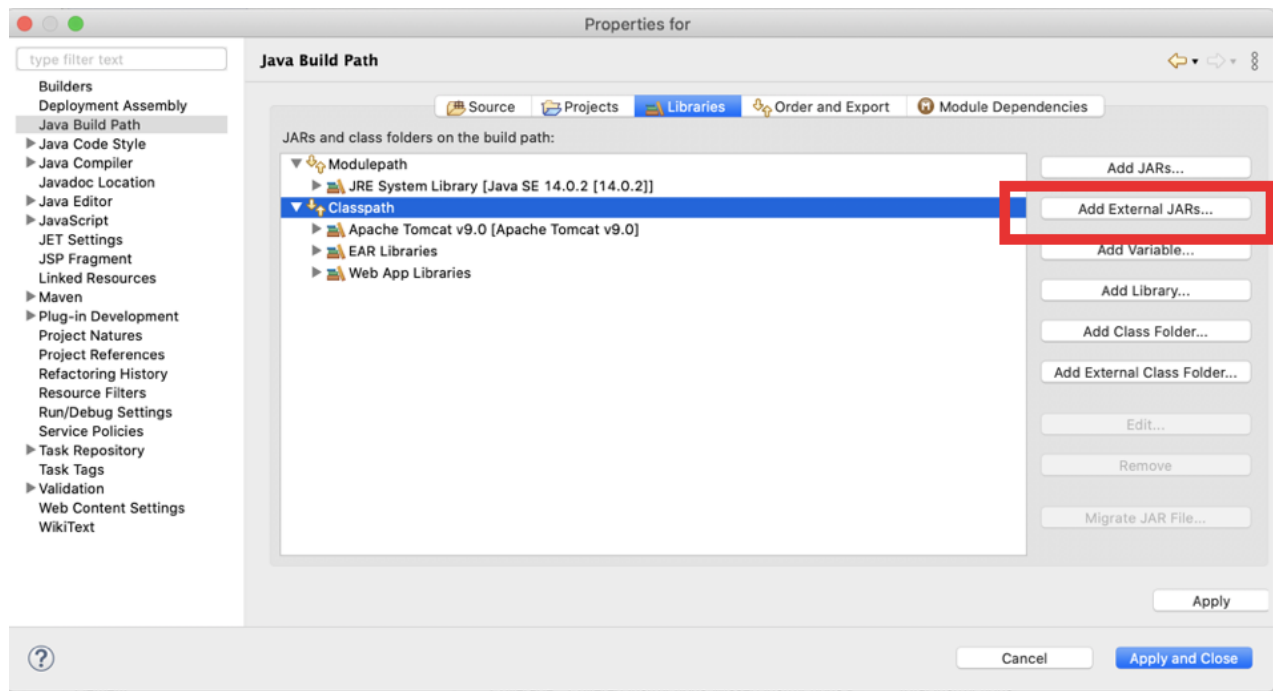 Properties for
type filter text
Builders
Deployment Assembly
Java Build Path
Java Code Style
Java Compiler
Javadoc Location
Java Editor
JavaScript
JET Settings
JSP Fragment
Linked Resources
Maven
Plug-in Development
Project Natures
Project References
Refactoring History
Resource Filters
Run/Debug Settings
Service Policies
Task Repository
Task Tags
Validation
Web Content Settings
WikiText
Java Build Path
Source Projects Libraries Order and Export Module Dependencies
JARs and class folders on the build path:
Modulepath
JRE System Library [Java SE 14.0.2 [14.0.2]]
Classpath
Apache Tomcat v9.0 [Apache Tomcat v9.0]
EAR Libraries
Web App Libraries
Add JARs...
Add External JARs...
Add Variable...
Add Library...
Add Class Folder...
Add External Class Folder...
Edit...
Remove
Migrate JAR File...
Apply
?
Cancel
Apply and Close